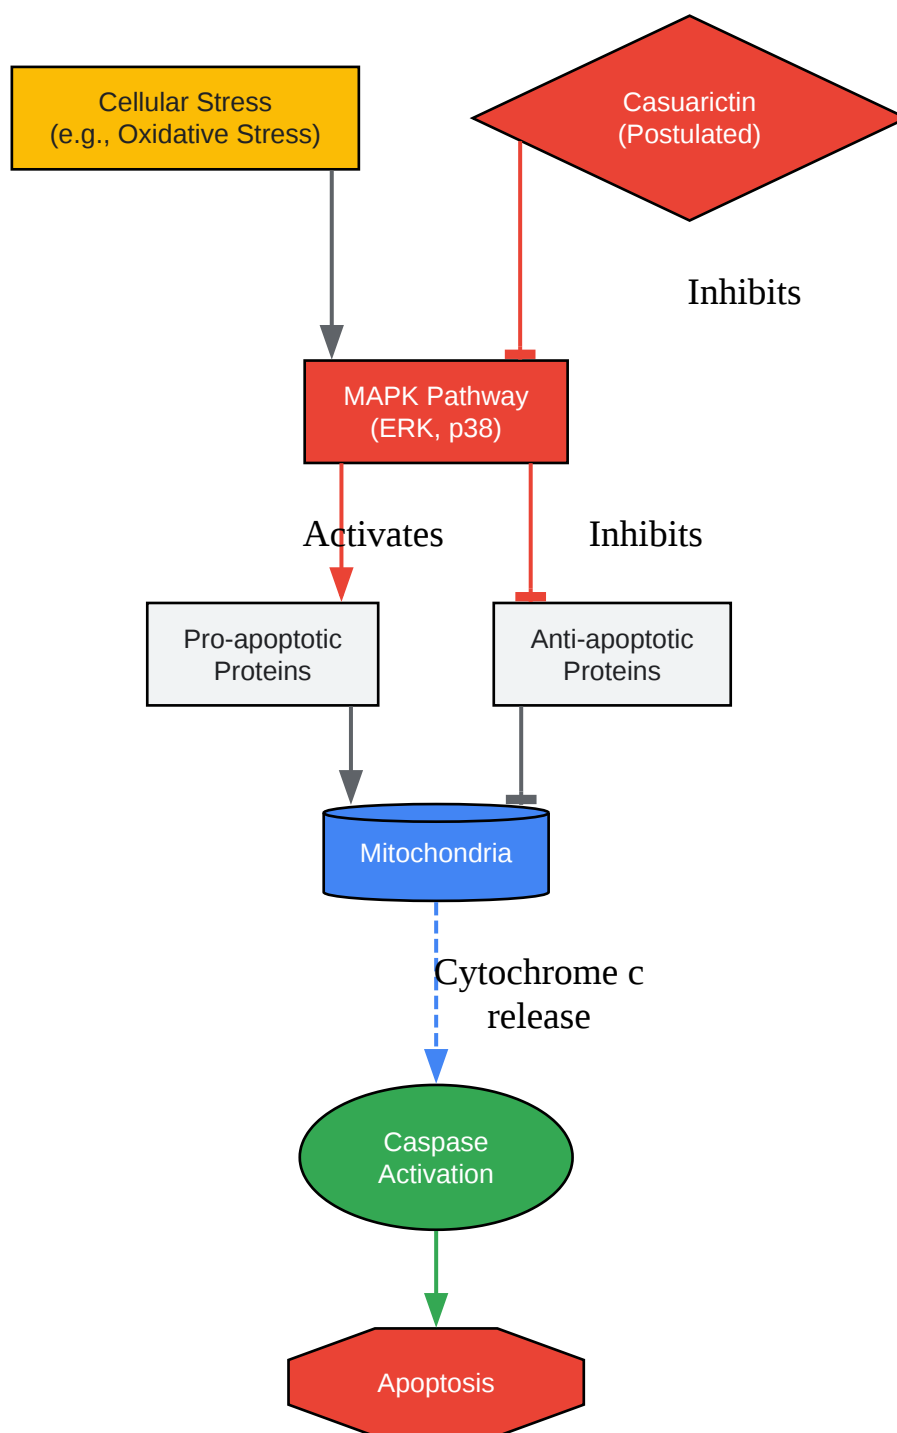 Cellular Stress
(e.g., Oxidative Stress)
Casuarictin
(Postulated)
Inhibits
MAPK Pathway
(ERK, p38)
Activates
Inhibits
Pro-apoptotic
Proteins
Anti-apoptotic
Proteins
Mitochondria
Cytochrome c
release
Caspase
Activation
Apoptosis